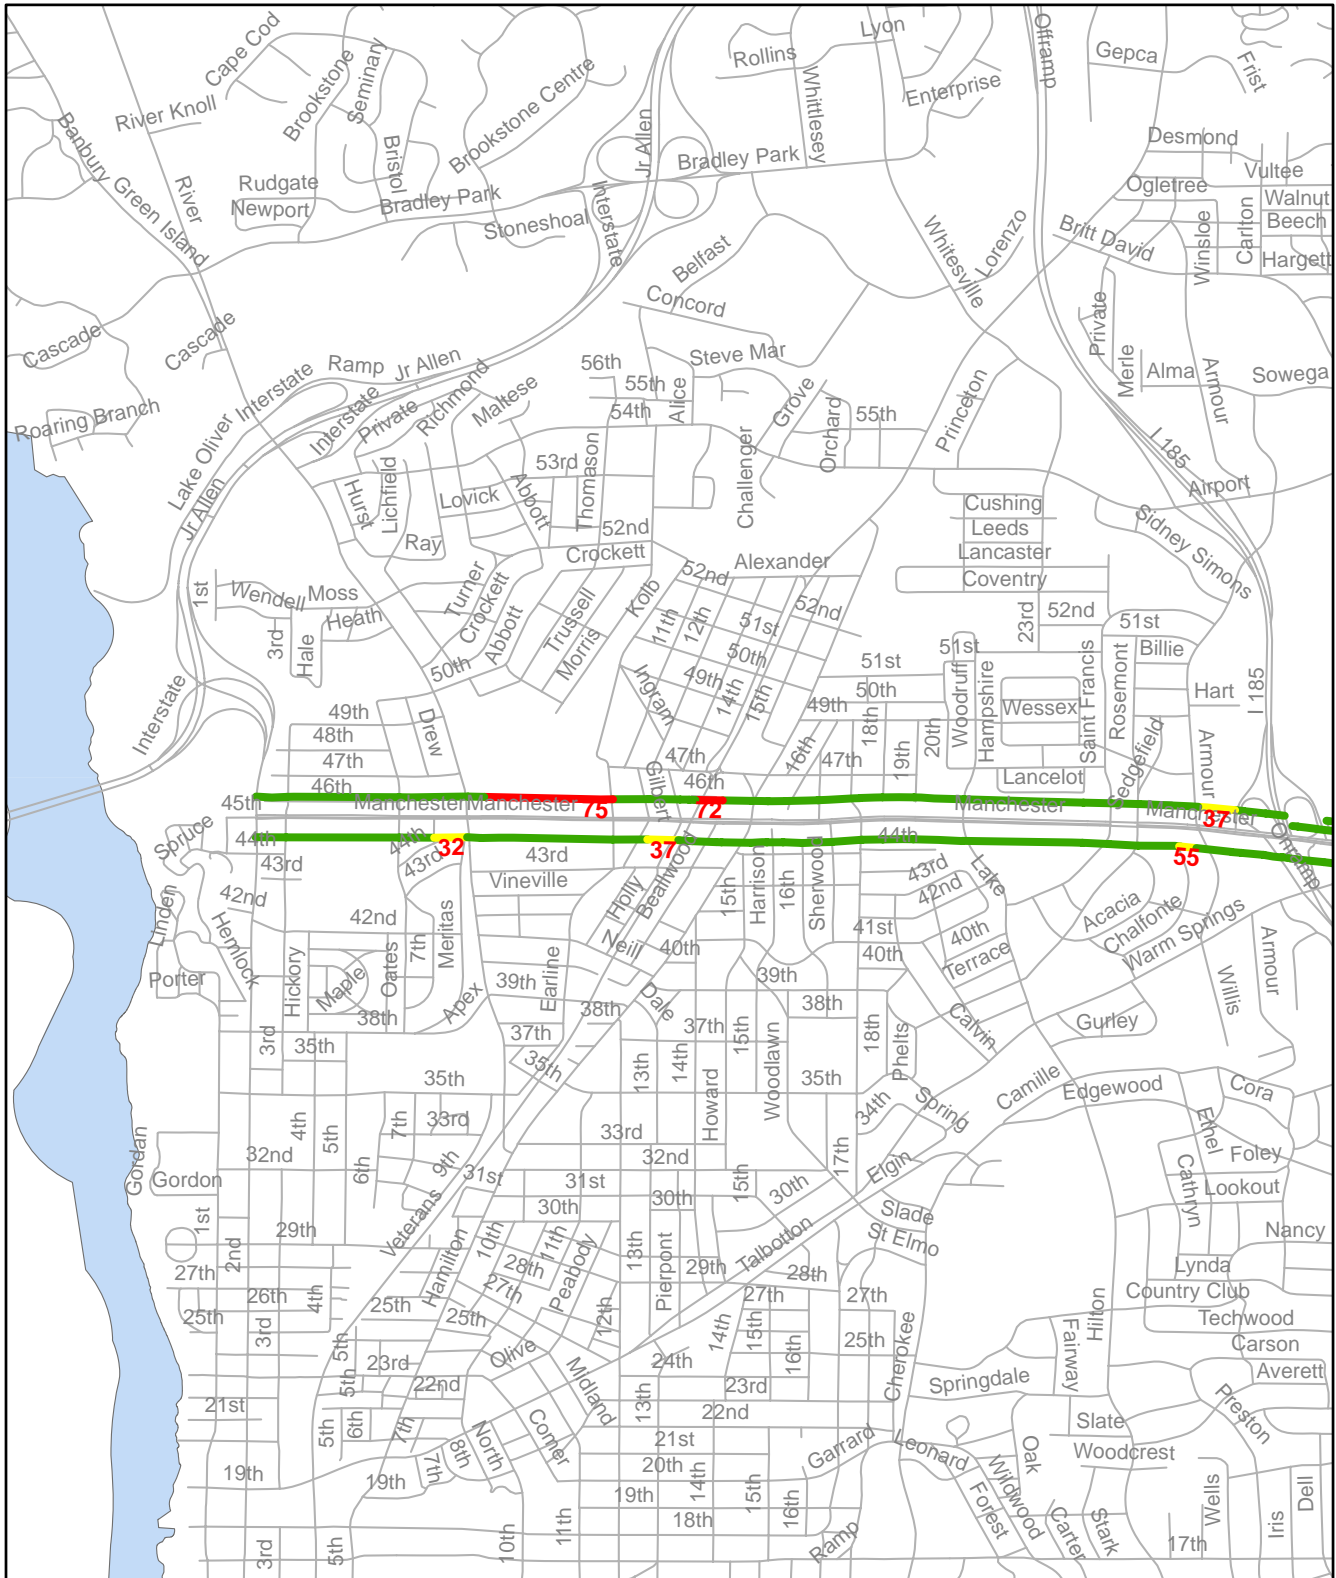 Cape Cod
Brookstone
Seminary
Brookstone Centre
Jr Allen
Rollins
Lyon
Whittlesey
Enterprise
Offramp
Gepca
Frist
River Knoll
Banbury
Green Island
River
Bristol
Rudgate
Newport
Bradley Park
Stoneshoal
Interstate
Bradley Park
Belfast
Concord
Whitesville
Lorenzo
Desmond
Ogletree
Vultee
Walnut
Beech
Britt David
Winsloe
Carlton
Hargett
Cascade
Cascade
Ramp
Jr Allen
Interstate
Interstate
Private
Richmond
Maltese
56th
55th
54th
Alice
Steve Mar
Grove
Orchard
55th
Princeton
Private
Merle
Alma
Armour
Sowega
Roaring Branch
Lake Oliver
Jr Allen
Hurst
Lichfield
Lovick
Ray
Abbott
53rd
Thomason
52nd
Crockett
Challenger
I 185
Airport
Cushing
Leeds
Lancaster
Coventry
Sidney Simons
1st
Wendell
Moss
Heath
3rd
Hale
Turner
Crockett
Abbott
50th
Trussell
Morris
Kolb
52nd
Alexander
11th
12th
51st
52nd
50th
49th
14th
15th
Ingram
51st
50th
49th
23rd
52nd
51st
Billie
51st
Woodruff
Hampshire
Wessex
Saint Francis
Rosemont
Hart
I 185
Interstate
49th
48th
47th
46th
Drew
47th
46th
Gilbert
16th
47th
18th
19th
20th
Lancelot
Sedgefield
Armour
45th
Manchester
Manchester
75
72
Manchester
Manchester
37
Spruce
44th
43rd
44th
32
43rd
43rd
37
Beallwood
44th
55
Onramp
Linden
42nd
Hemlock
Vineville
Holly
Harrison
15th
16th
Sherwood
43rd
42nd
Lake
Acacia
Chalfonte
Warm Springs
42nd
Oates
7th
Meritas
Neill
40th
41st
40th
40th
Terrace
Armour
Willis
Porter
Hickory
Maple
38th
Apex
39th
Earline
38th
Dale
39th
38th
Calvin
Gurley
3rd
35th
37th
35th
13th
14th
37th
15th
Woodlawn
18th
Phelts
35th
4th
5th
7th
33rd
33rd
Howard
35th
34th
Spring
Camille
Edgewood
Cora
Ethel
Gordan
Gordon
32nd
6th
9th
31st
32nd
31st
30th
30th
15th
30th
17th
Elgin
Foley
Cathryn
Lookout
1st
2nd
29th
Veterans
Hamilton
10th
28th
11th
Peabody
13th
Pierpont
29th
Talbotton
Slade
St Elmo
Nancy
27th
26th
4th
27th
28th
27th
27th
Lynda
Country Club
25th
3rd
25th
25th
12th
14th
15th
16th
25th
Cherokee
Hilton
Fairway
Techwood
Carson
5th
23rd
Olive
Midland
24th
23rd
Springdale
Averett
5th
22nd
21st
5th
6th
7th
8th
North
Comer
13th
22nd
21st
Garrard
Leonard
Slate
Woodcrest
Preston
Oak
Wildwood
19th
19th
7th
20th
19th
14th
15th
16th
18th
Forest
Carter
Stark
Wells
Iris
Dell
3rd
5th
10th
11th
Ramp
17th